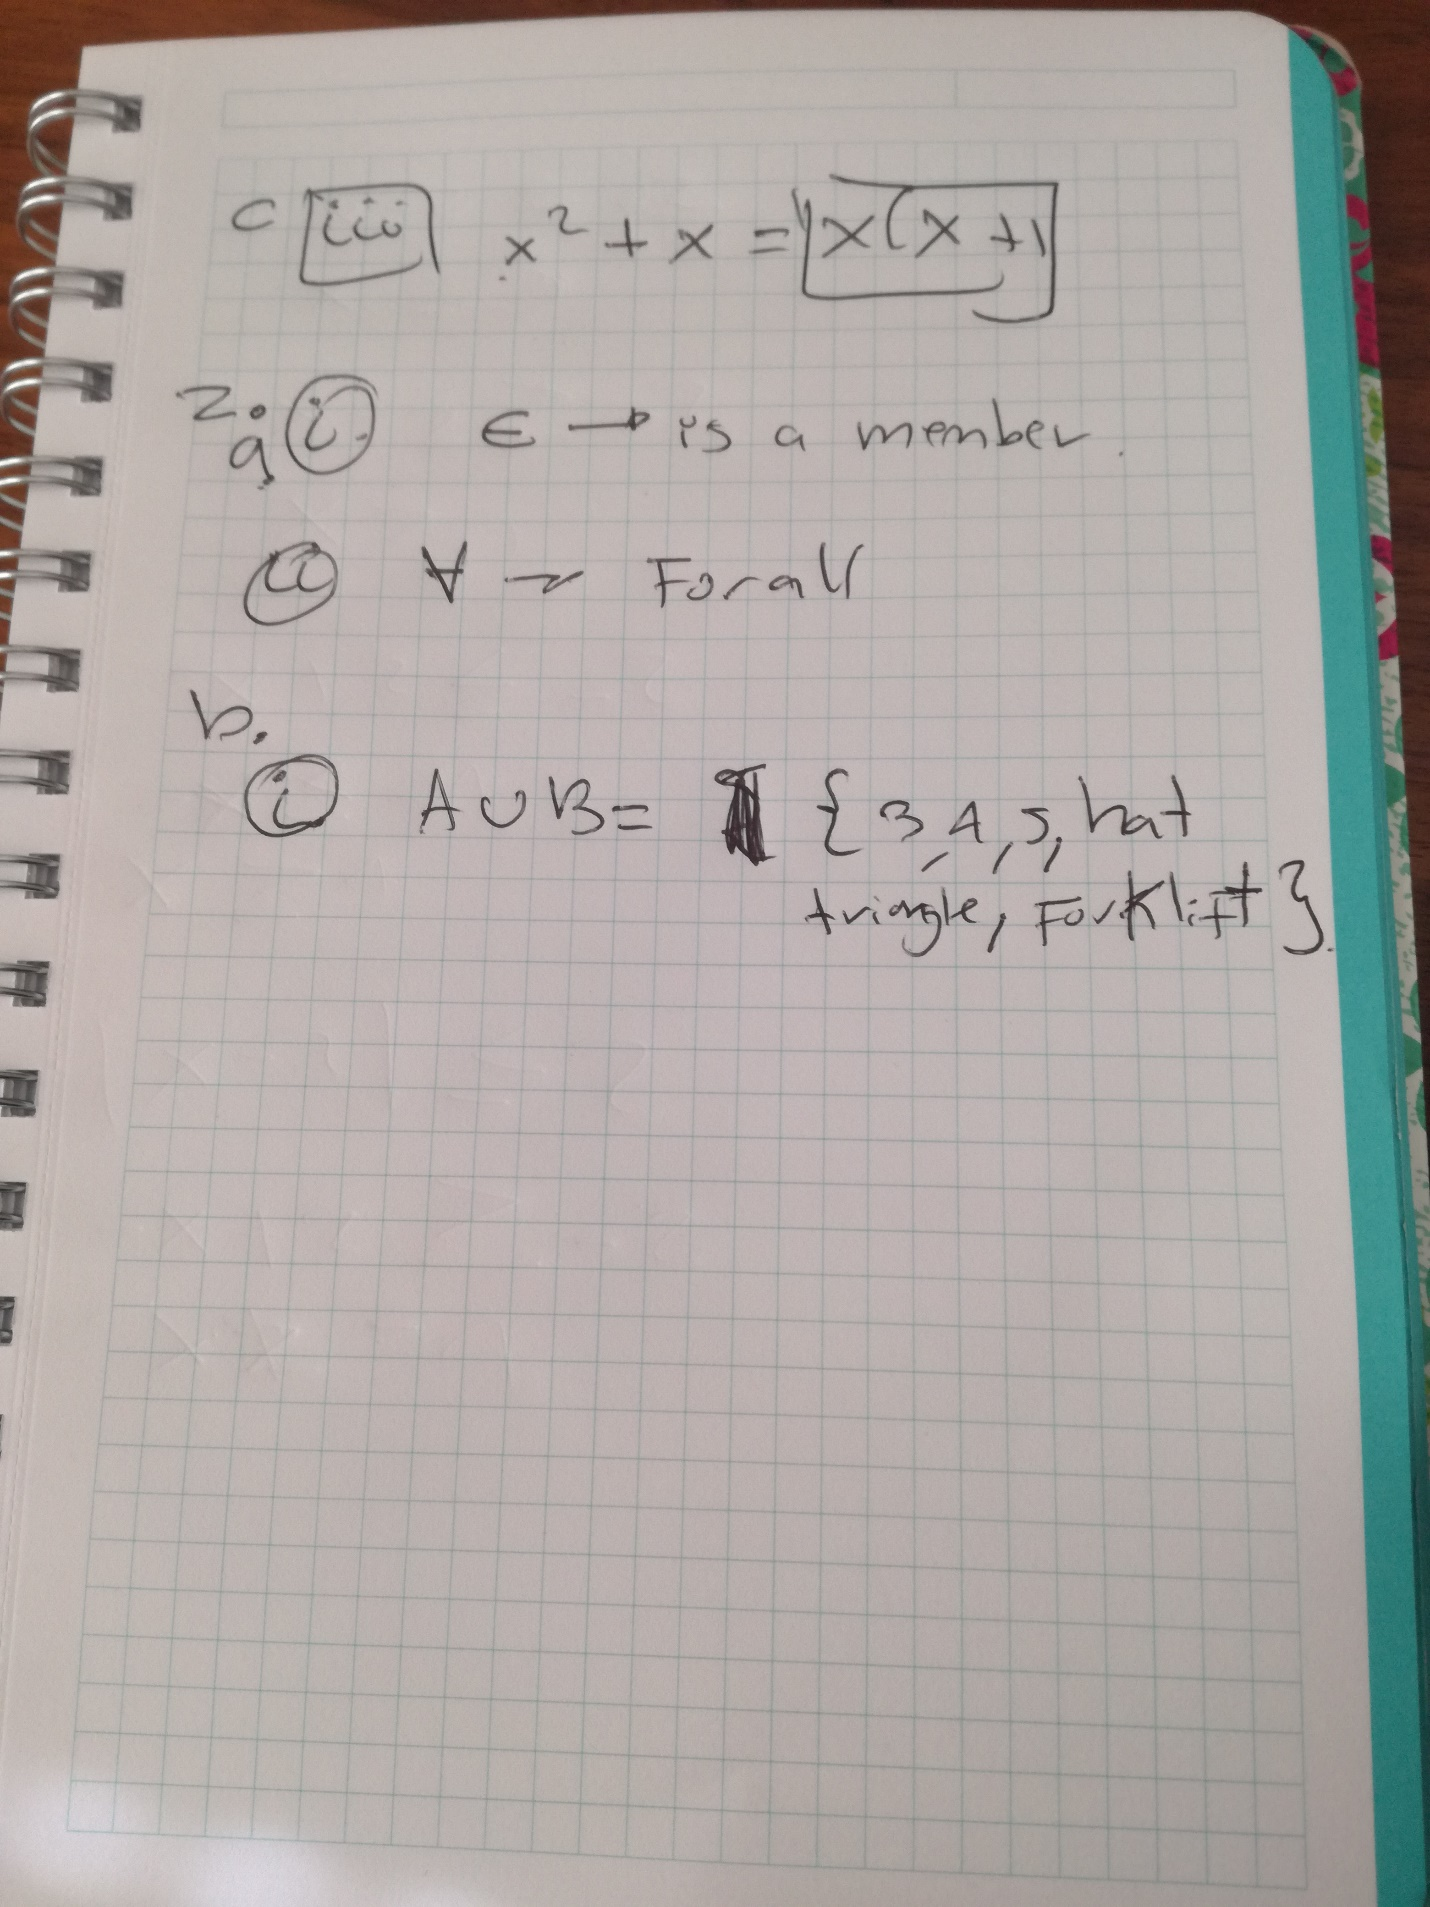 c iii x² + x = x(x +1
2.
a i ∈ → is a member.
ii ∀ → For all
b.
i A ∪ B = { 3, 4, 5, hat
triangle, Forklift }.